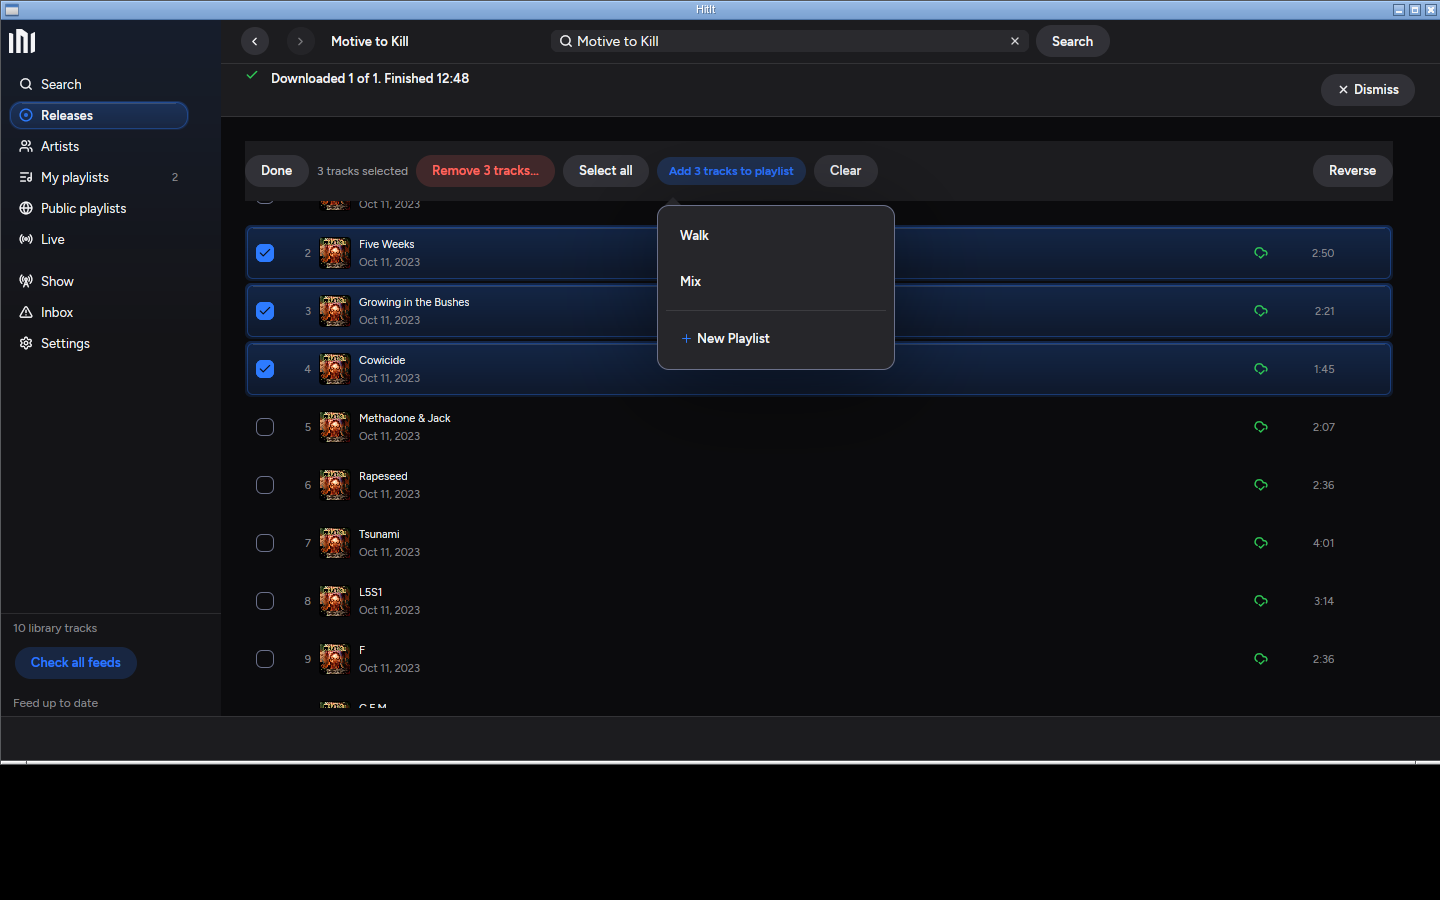 HitIt
Motive to Kill
Motive to Kill
Search
Downloaded 1 of 1. Finished 12:48
Dismiss
Search
Releases
Artists
My playlists 2
Public playlists
Live
Show
Inbox
Settings
10 library tracks
Check all feeds
Feed up to date
Done
3 tracks selected
Remove 3 tracks...
Select all
Add 3 tracks to playlist
Clear
Reverse
Walk
Mix
+ New Playlist
Oct 11, 2023
2 Five Weeks 2:50
Oct 11, 2023
3 Growing in the Bushes 2:21
Oct 11, 2023
4 Cowicide 1:45
Oct 11, 2023
5 Methadone & Jack 2:07
Oct 11, 2023
6 Rapeseed 2:36
Oct 11, 2023
7 Tsunami 4:01
Oct 11, 2023
8 L5S1 3:14
Oct 11, 2023
9 F 2:36
Oct 11, 2023